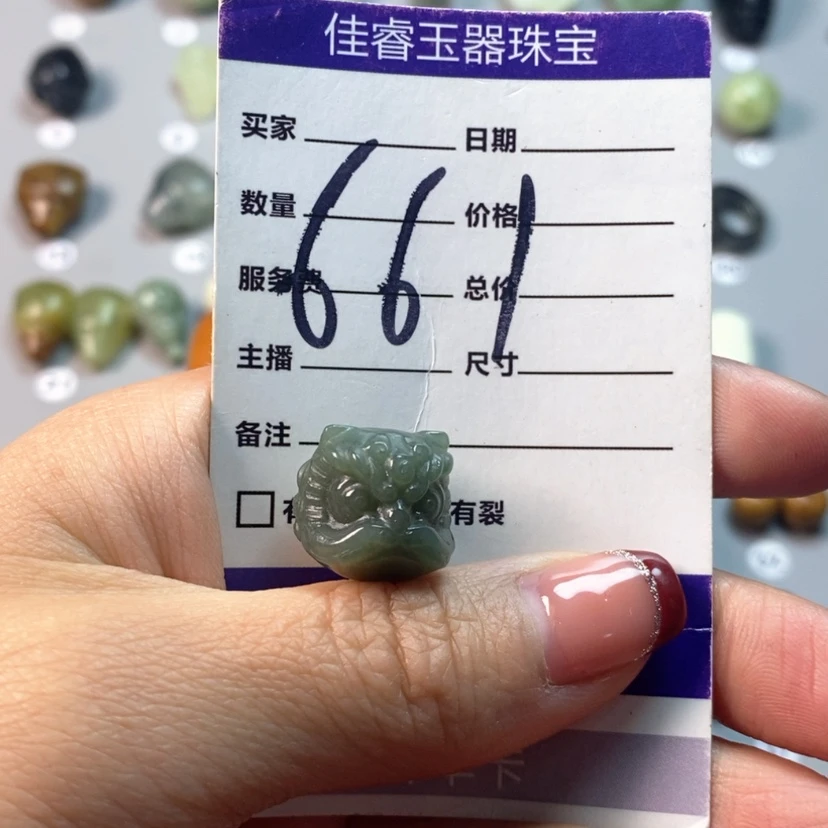 佳睿玉器珠宝
买家 日期
数量 价格
服务费 总价
主播 尺寸
备注
661
有裂